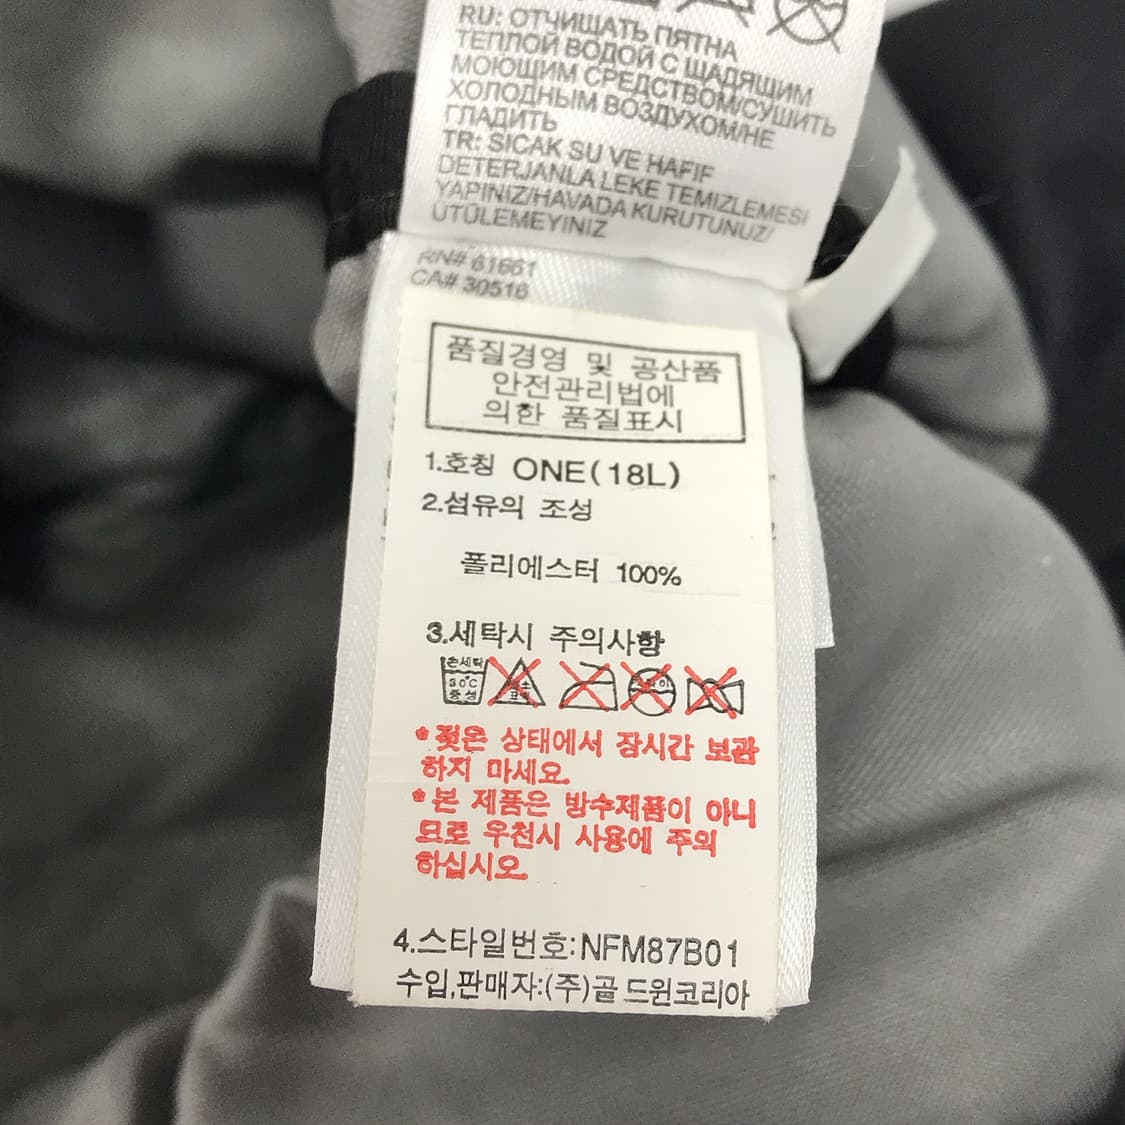 RU: ОТЧИЩАТЬ ПЯТНА
ТЕПЛОЙ ВОДОЙ С ЩАДЯЩИМ
МОЮЩИМ СРЕДСТВОМ/СУШИТЬ
ХОЛОДНЫМ ВОЗДУХОМ/НЕ
ГЛАДИТЬ
TR: SICAK SU VE HAFIF
DETERJANLA LEKE TEMIZLEMESI
YAPINIZ/HAVADA KURUTUNUZ/
ÜTÜLEMEYINIZ
RN# 61661
CA# 30516
품질경영 및 공산품
안전관리법에
의한 품질표시
1.호칭 ONE(18L)
2.섬유의 조성
폴리에스터 100%
3.세탁시 주의사항
손세탁
30℃
중성
*젖은 상태에서 장시간 보관
하지 마세요.
*본 제품은 방수제품이 아니
므로 우천시 사용에 주의
하십시오.
4.스타일번호:NFM87B01
수입,판매자:(주)골드윈코리아